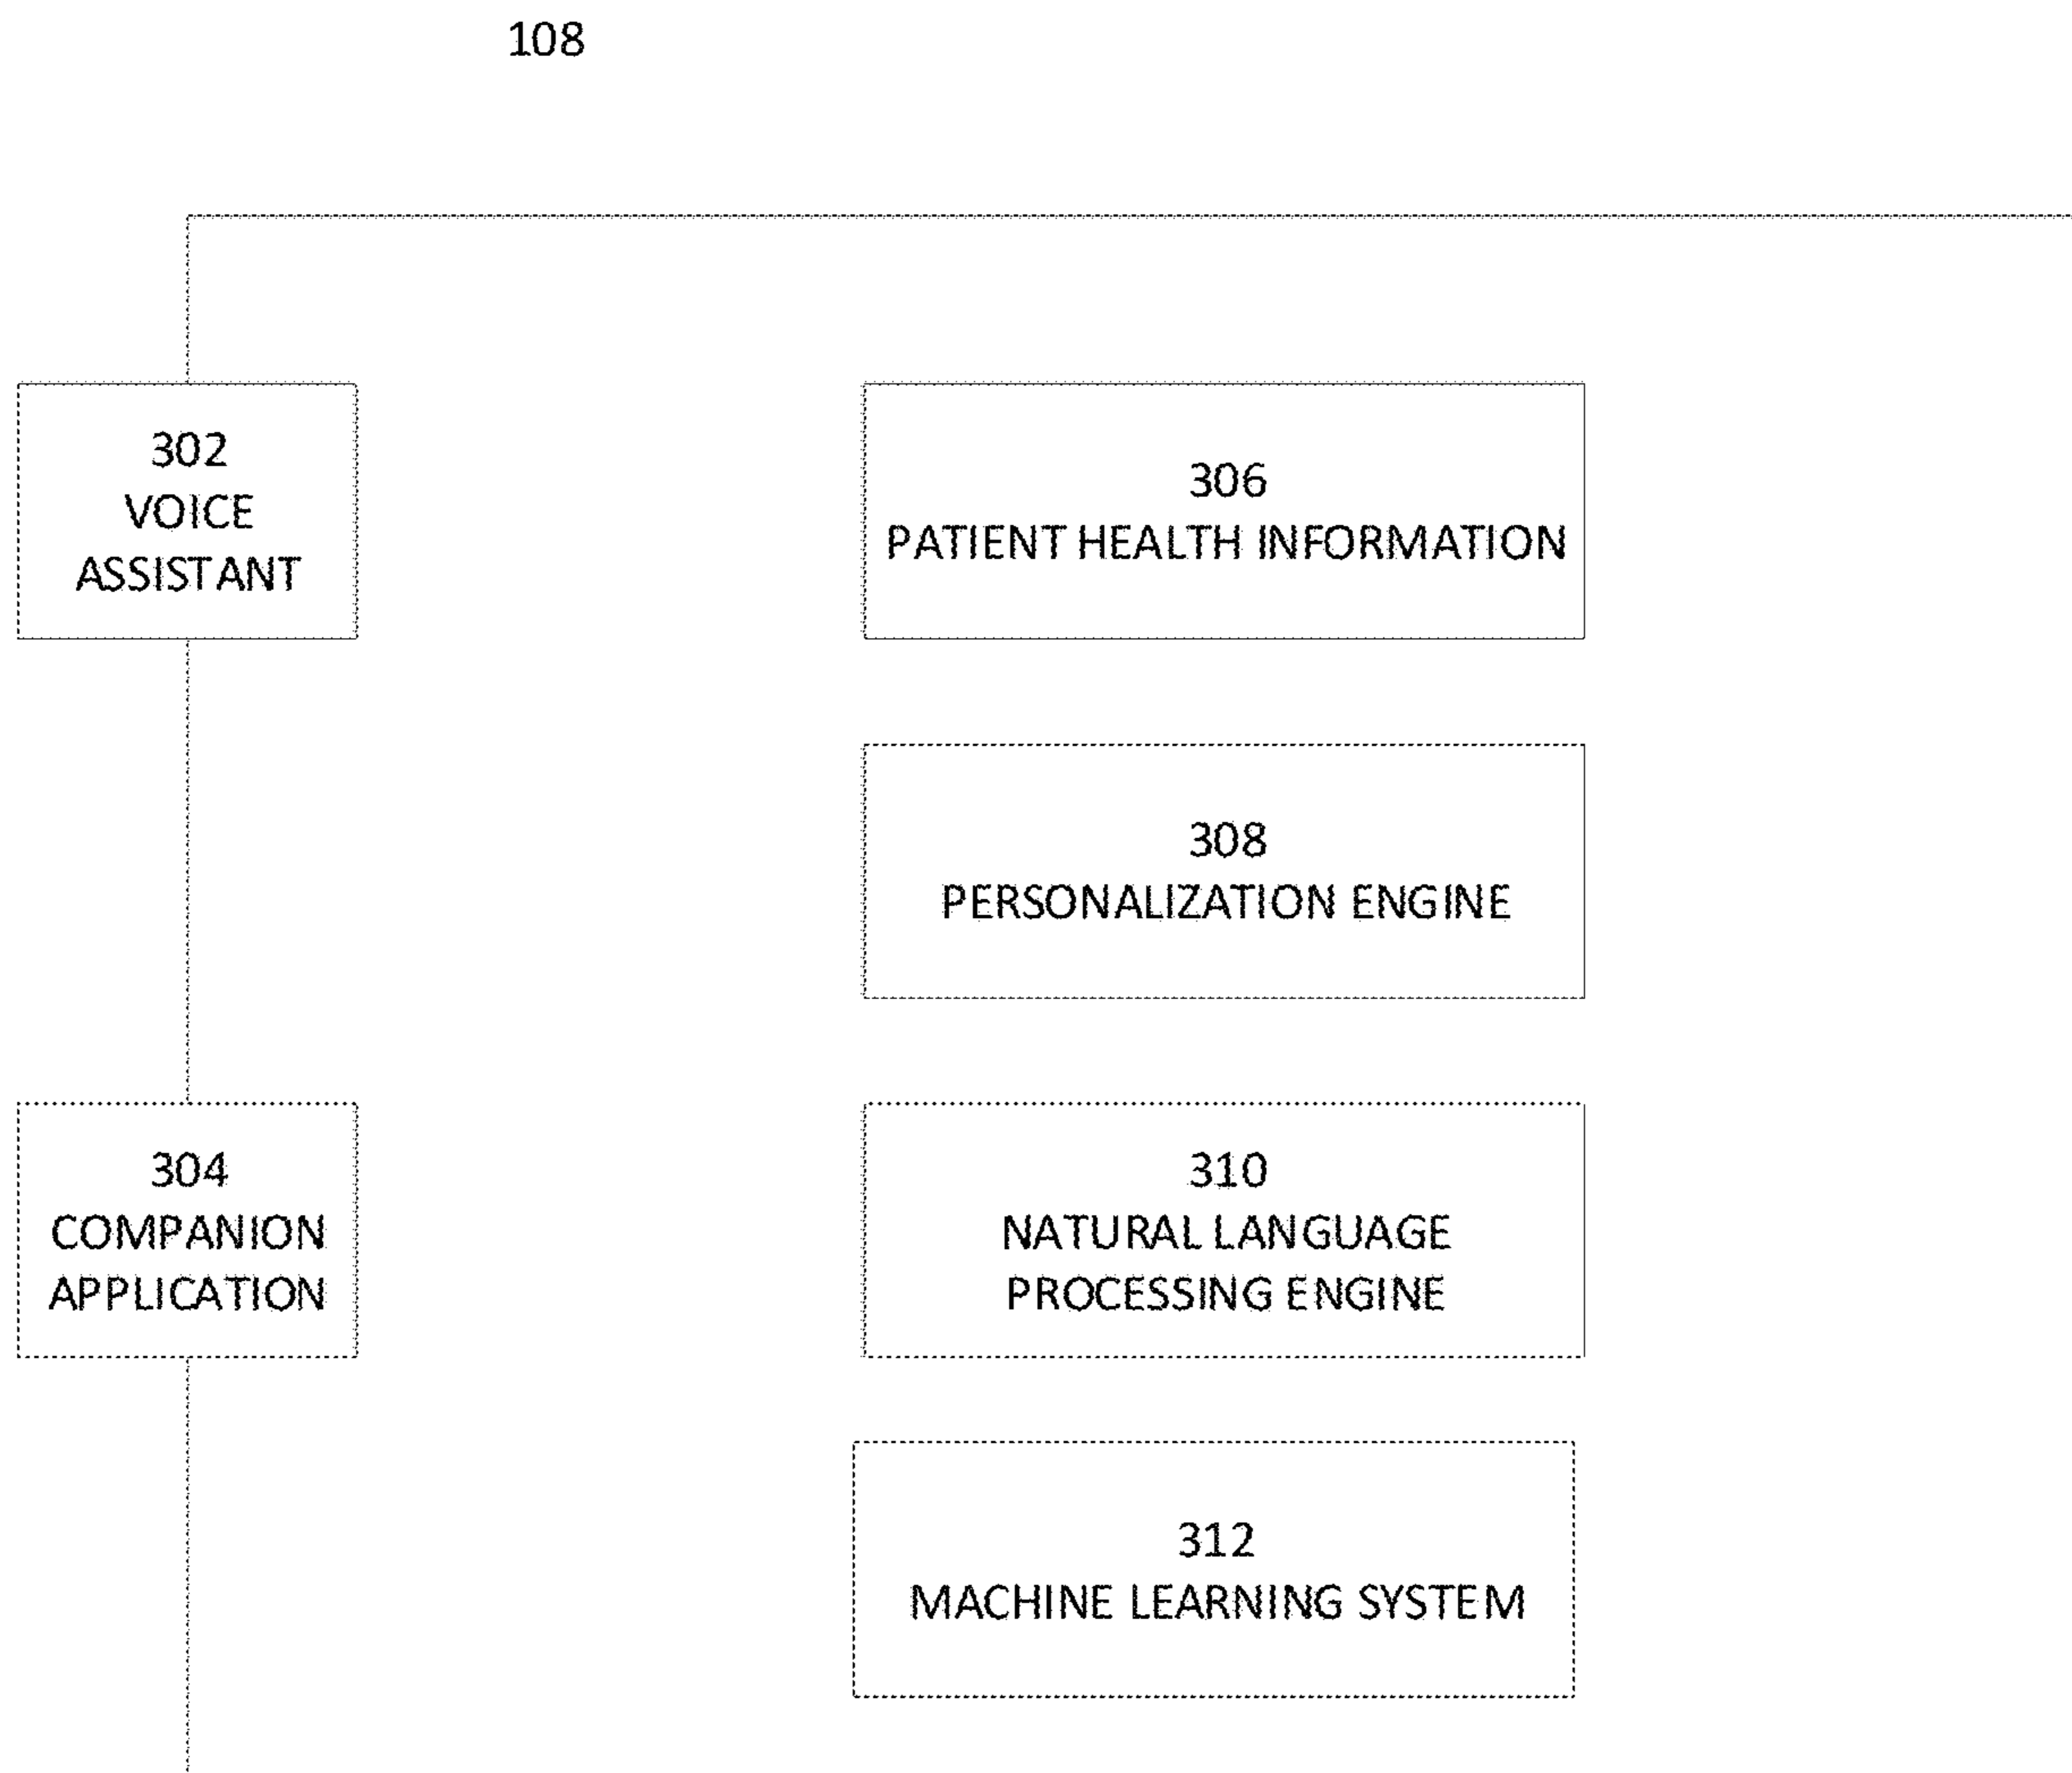 108
302
VOICE
ASSISTANT
306
PATIENT HEALTH INFORMATION
308
PERSONALIZATION ENGINE
304
COMPANION
APPLICATION
310
NATURAL LANGUAGE
PROCESSING ENGINE
312
MACHINE LEARNING SYSTEM